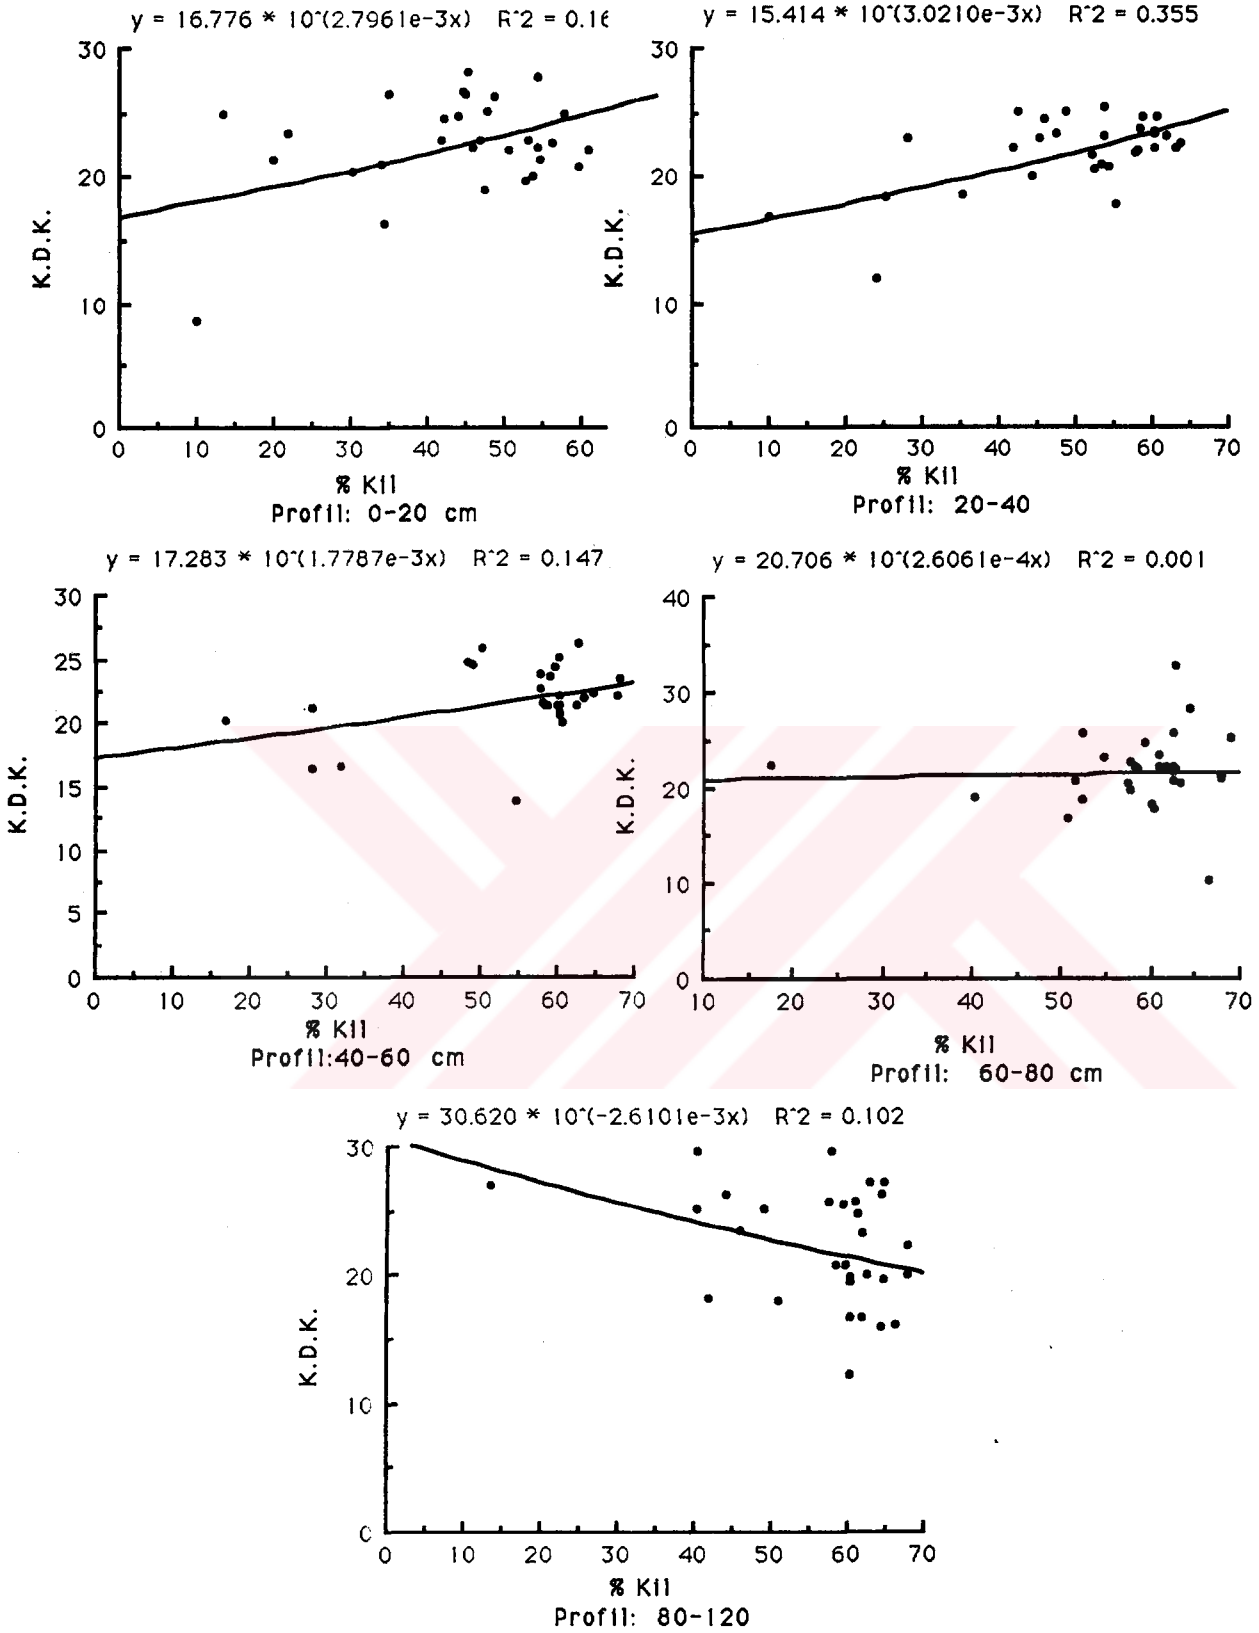 y = 16.776 * 10^(2.7961e-3x) R^2 = 0.16
30
20
10
0
K.D.K.
0 10 20 30 40 50 60
% Kil
Profil: 0-20 cm
y = 15.414 * 10^(3.0210e-3x) R^2 = 0.355
30
20
10
0
K.D.K.
0 10 20 30 40 50 60 70
% Kil
Profil: 20-40
y = 17.283 * 10^(1.7787e-3x) R^2 = 0.147
30
25
20
15
10
5
0
K.D.K.
0 10 20 30 40 50 60 70
% Kil
Profil:40-60 cm
y = 20.706 * 10^(2.6061e-4x) R^2 = 0.001
40
30
20
10
0
K.D.K.
10 20 30 40 50 60 70
% Kil
Profil: 60-80 cm
y = 30.620 * 10^(-2.6101e-3x) R^2 = 0.102
30
20
10
0
K.D.K.
0 10 20 30 40 50 60 70
% Kil
Profil: 80-120